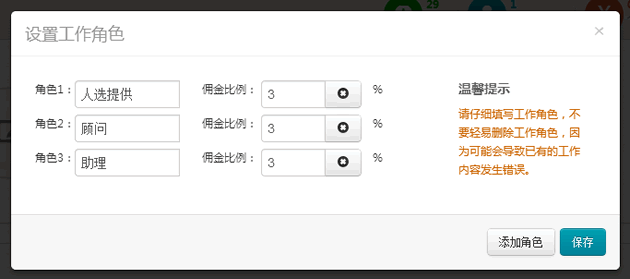 29
1
设置工作角色
×
角色1： 人选提供 佣金比例： 3 %
角色2： 顾问 佣金比例： 3 %
角色3： 助理 佣金比例： 3 %
温馨提示
请仔细填写工作角色，不
要轻易删除工作角色，因
为可能会导致已有的工作
内容发生错误。
添加角色 保存